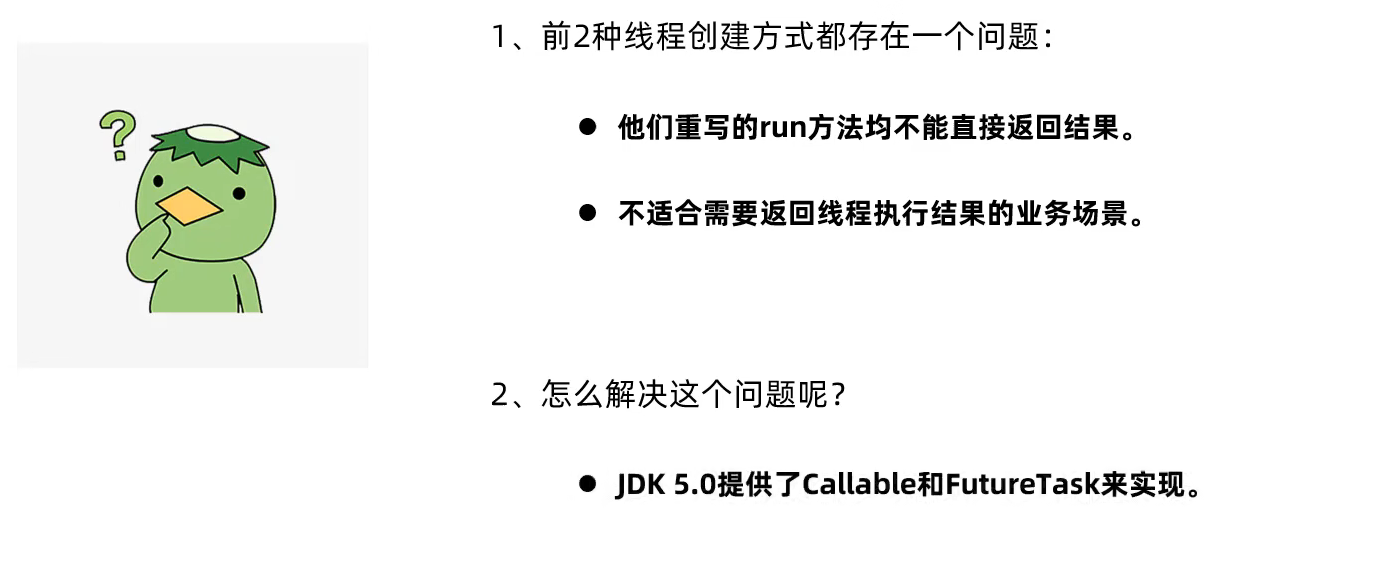 1、前2种线程创建方式都存在一个问题：
● 他们重写的run方法均不能直接返回结果。
● 不适合需要返回线程执行结果的业务场景。
2、怎么解决这个问题呢？
● JDK 5.0提供了Callable和FutureTask来实现。
?